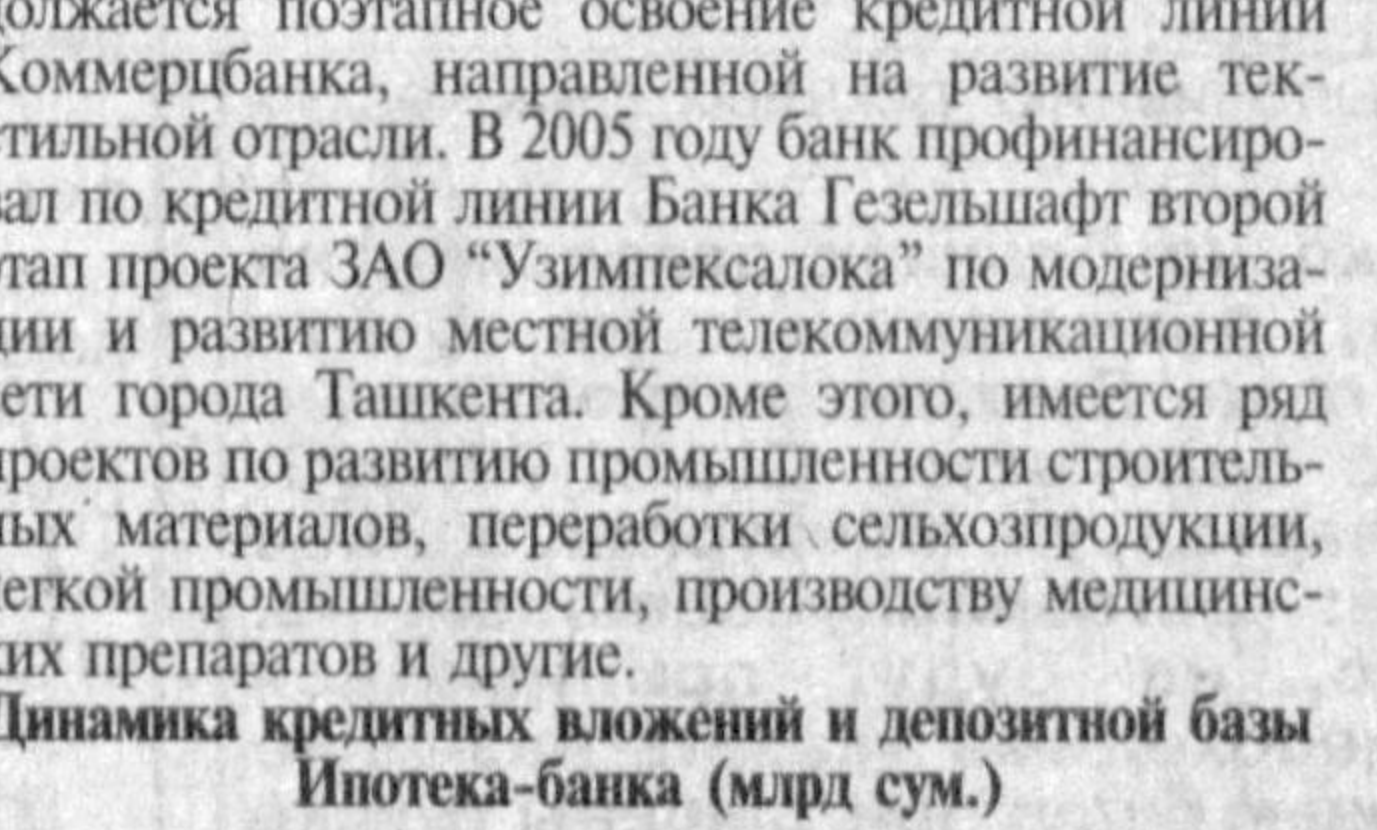 должается поэтапное освоение кредитной линии
Коммерцбанка, направленной на развитие тек-
стильной отрасли. В 2005 году банк профинансиро-
вал по кредитной линии Банка Гезельшафт второй
этап проекта ЗАО “Узимпексалока” по модерниза-
ции и развитию местной телекоммуникационной
сети города Ташкента. Кроме этого, имеется ряд
проектов по развитию промышленности строитель-
ных материалов, переработки сельхозпродукции,
легкой промышленности, производству медицинс-
ких препаратов и другие.
Динамика кредитных вложений и депозитной базы
Ипотека-банка (млрд сум.)